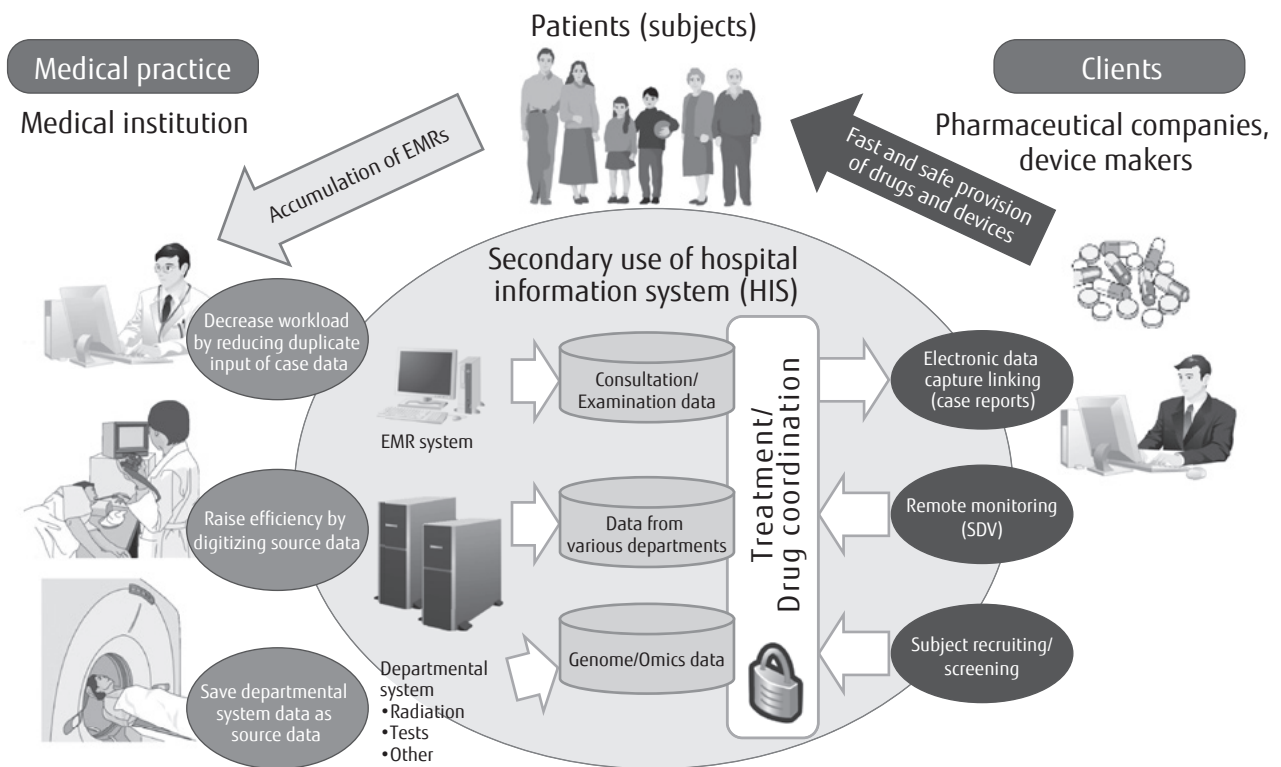 Patients (subjects)
Medical practice
Medical institution
Clients
Pharmaceutical companies,
device makers
Accumulation of EMRs
Fast and safe provision
of drugs and devices
Secondary use of hospital
information system (HIS)
Decrease workload
by reducing duplicate
input of case data
Raise efficiency by
digitizing source data
Save departmental
system data as
source data
EMR system
Departmental
system
•Radiation
•Tests
•Other
Consultation/
Examination data
Data from
various departments
Genome/Omics data
Treatment/
Drug coordination
Electronic data
capture linking
(case reports)
Remote monitoring
(SDV)
Subject recruiting/
screening